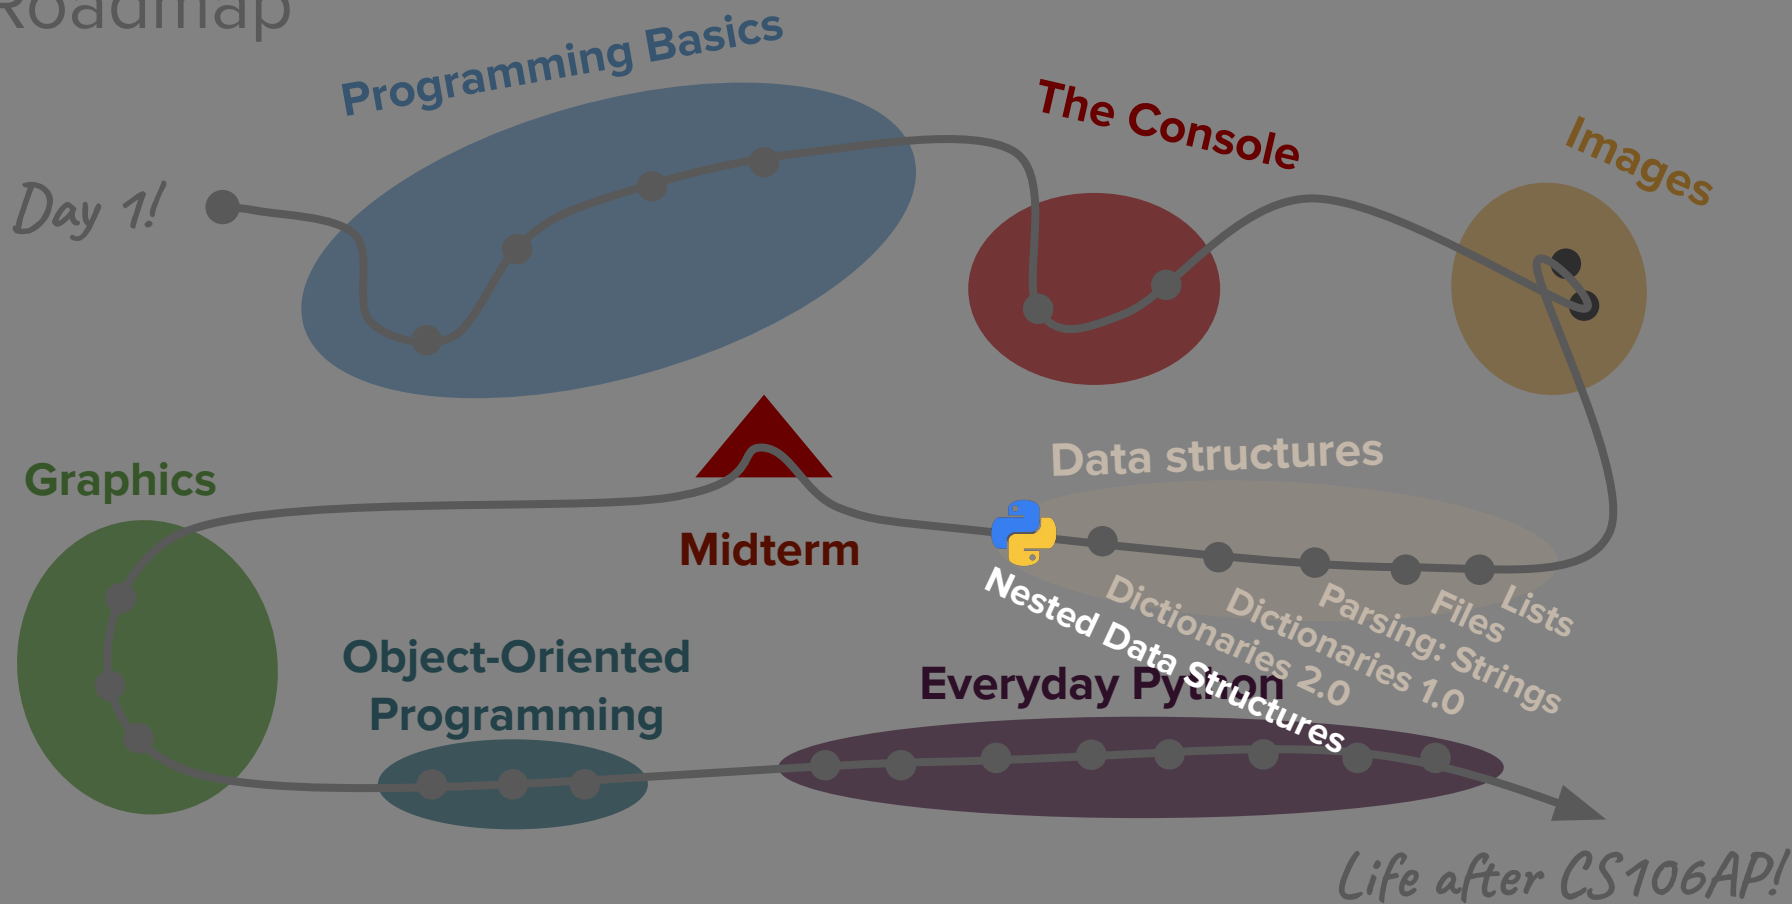 Roadmap
Programming Basics
The Console
Images
Day 1!
Data structures
Graphics
Midterm
Lists
Files
Parsing: Strings
Dictionaries 1.0
Dictionaries 2.0
Nested Data Structures
Object-Oriented
Programming
Everyday Python
Life after CS106AP!